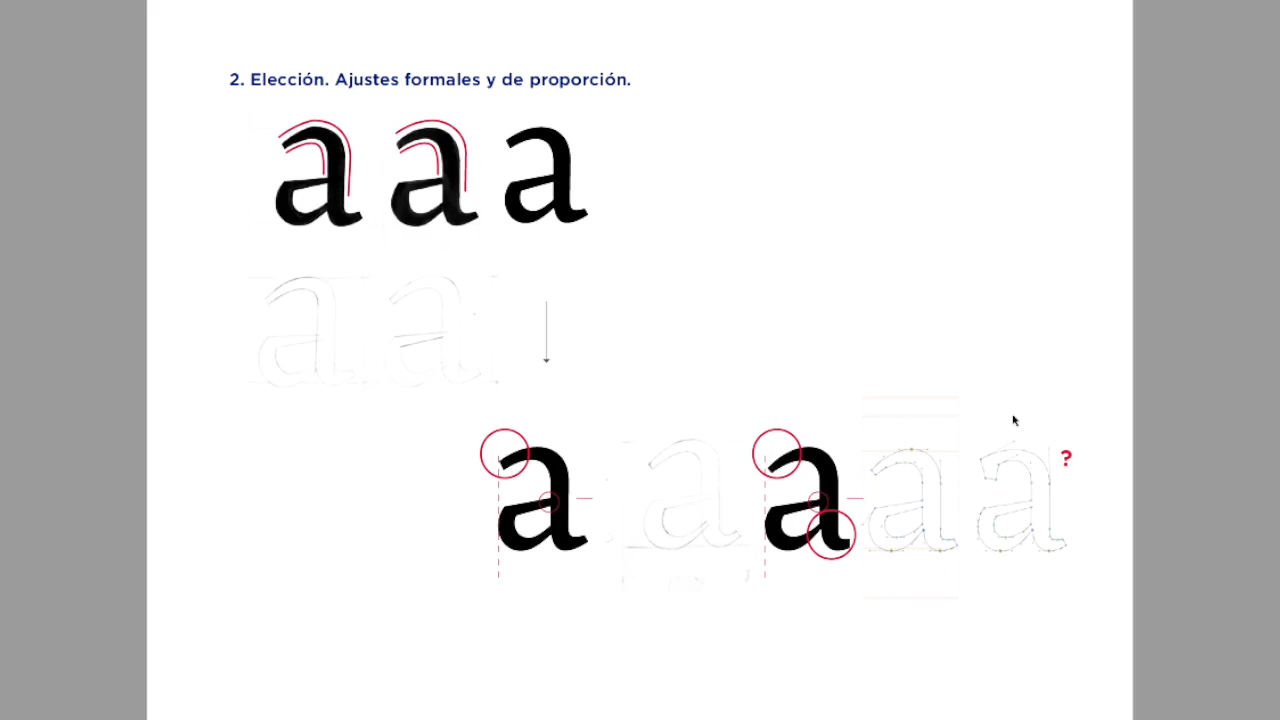 2. Elección. Ajustes formales y de proporción.
a a a
a a
a a a a a ?